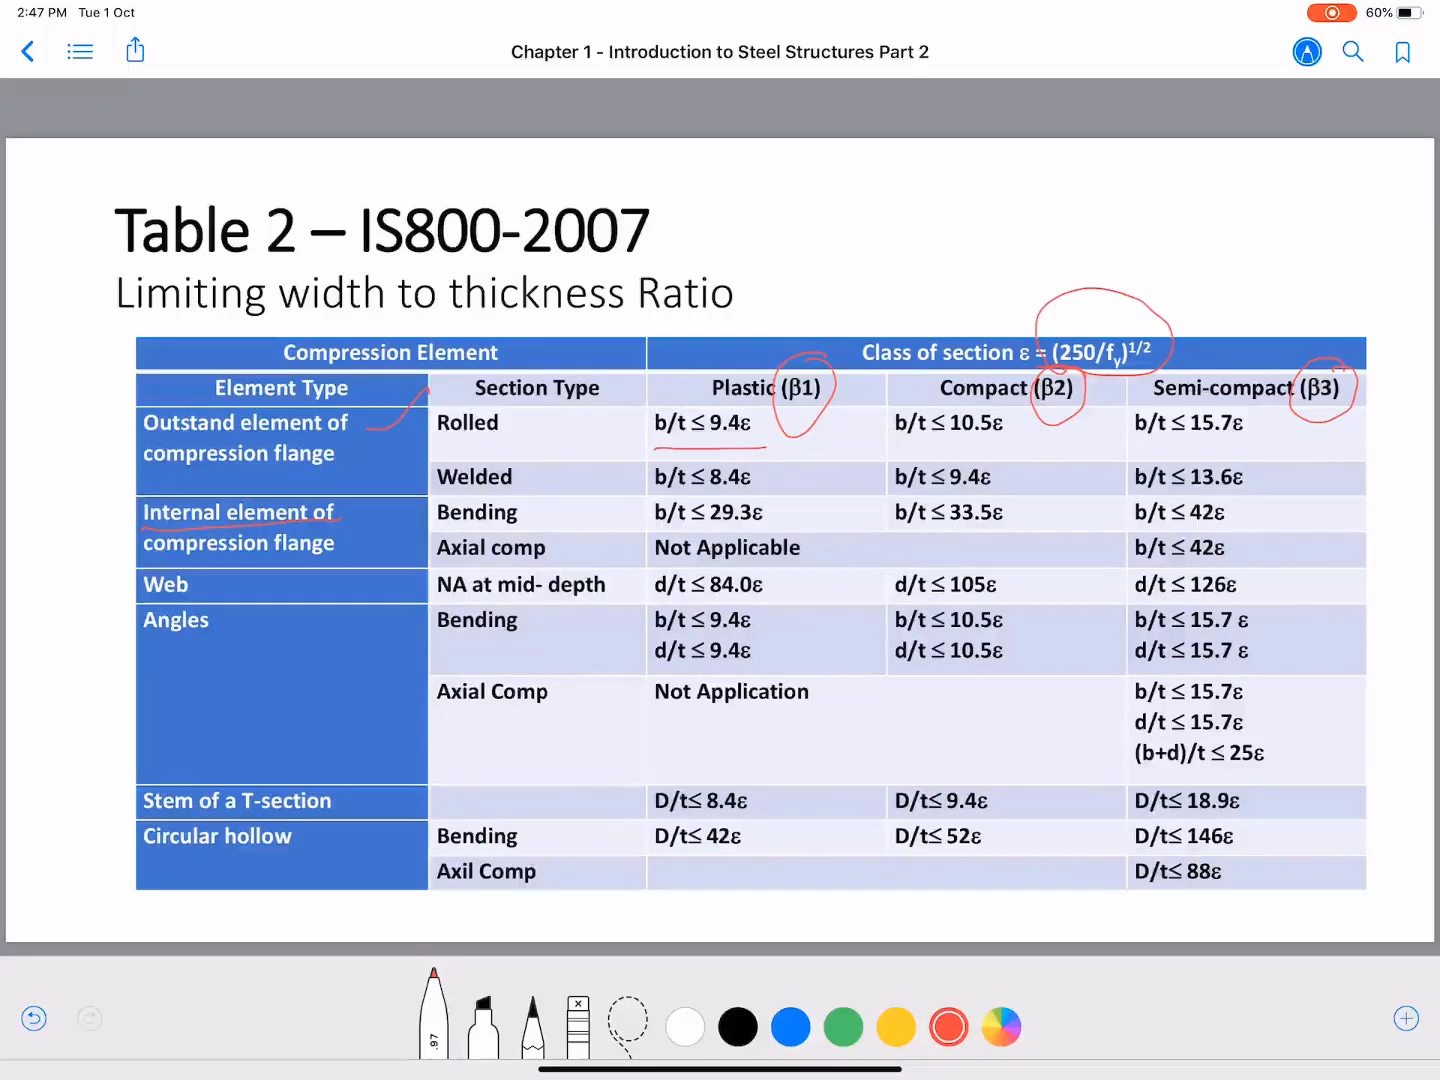 2:47 PM Tue 1 Oct
60%
Chapter 1 - Introduction to Steel Structures Part 2
Table 2 – IS800-2007
Limiting width to thickness Ratio
Compression Element Class of section ε = (250/fy)1/2
Element Type Section Type Plastic (β1) Compact (β2) Semi-compact (β3)
Outstand element of compression flange Rolled b/t ≤ 9.4ε b/t ≤ 10.5ε b/t ≤ 15.7ε
Welded b/t ≤ 8.4ε b/t ≤ 9.4ε b/t ≤ 13.6ε
Internal element of compression flange Bending b/t ≤ 29.3ε b/t ≤ 33.5ε b/t ≤ 42ε
Axial comp Not Applicable b/t ≤ 42ε
Web NA at mid- depth d/t ≤ 84.0ε d/t ≤ 105ε d/t ≤ 126ε
Angles Bending b/t ≤ 9.4ε b/t ≤ 10.5ε b/t ≤ 15.7 ε
d/t ≤ 9.4ε d/t ≤ 10.5ε d/t ≤ 15.7 ε
Axial Comp Not Application b/t ≤ 15.7ε
d/t ≤ 15.7ε
(b+d)/t ≤ 25ε
Stem of a T-section D/t≤ 8.4ε D/t≤ 9.4ε D/t≤ 18.9ε
Circular hollow Bending D/t≤ 42ε D/t≤ 52ε D/t≤ 146ε
Axil Comp D/t≤ 88ε
.97